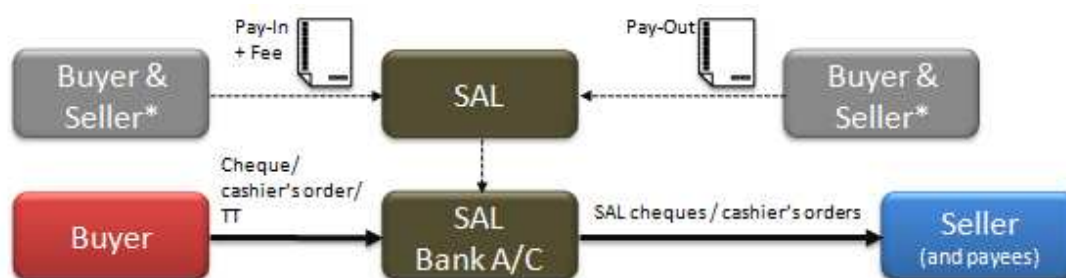 Pay-In
+ Fee
Pay-Out
Buyer &
Seller*
SAL
Buyer &
Seller*
Cheque/
cashier's order/
TT
Buyer
SAL
Bank A/C
SAL cheques / cashier's orders
Seller
(and payees)